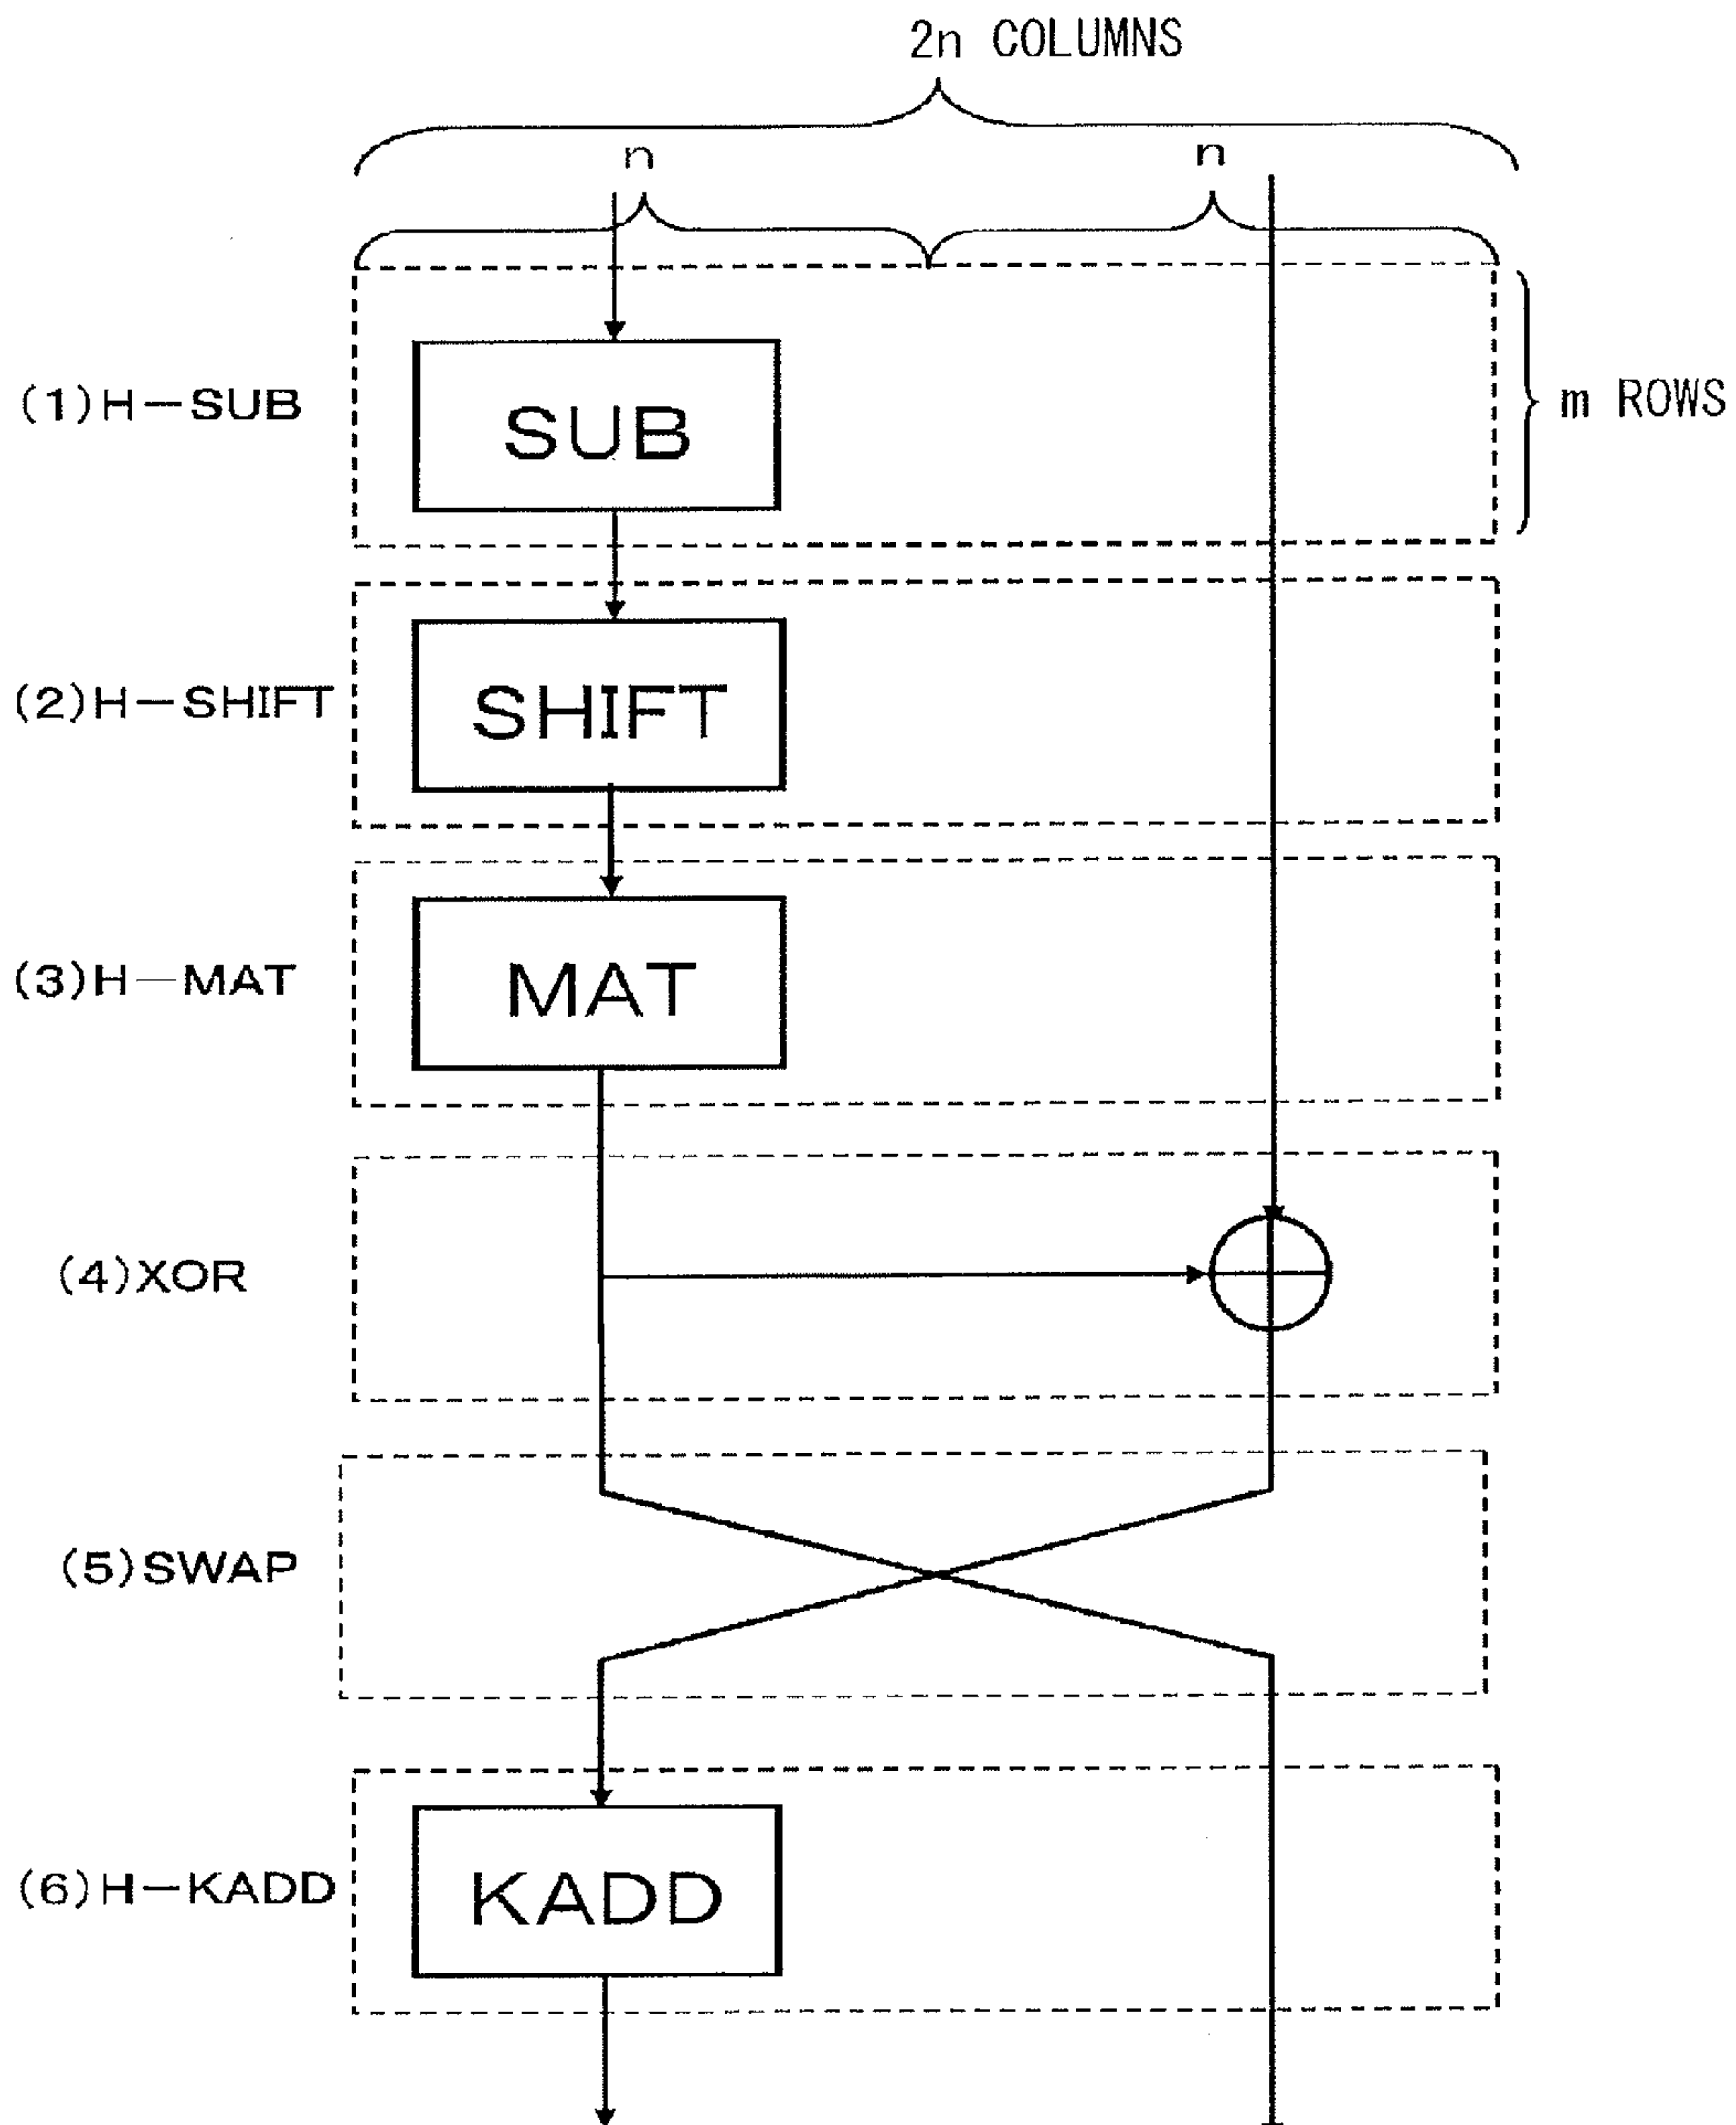 2n COLUMNS
n n
(1)H-SUB SUB m ROWS
(2)H-SHIFT SHIFT
(3)H-MAT MAT
(4)XOR
(5)SWAP
(6)H-KADD KADD